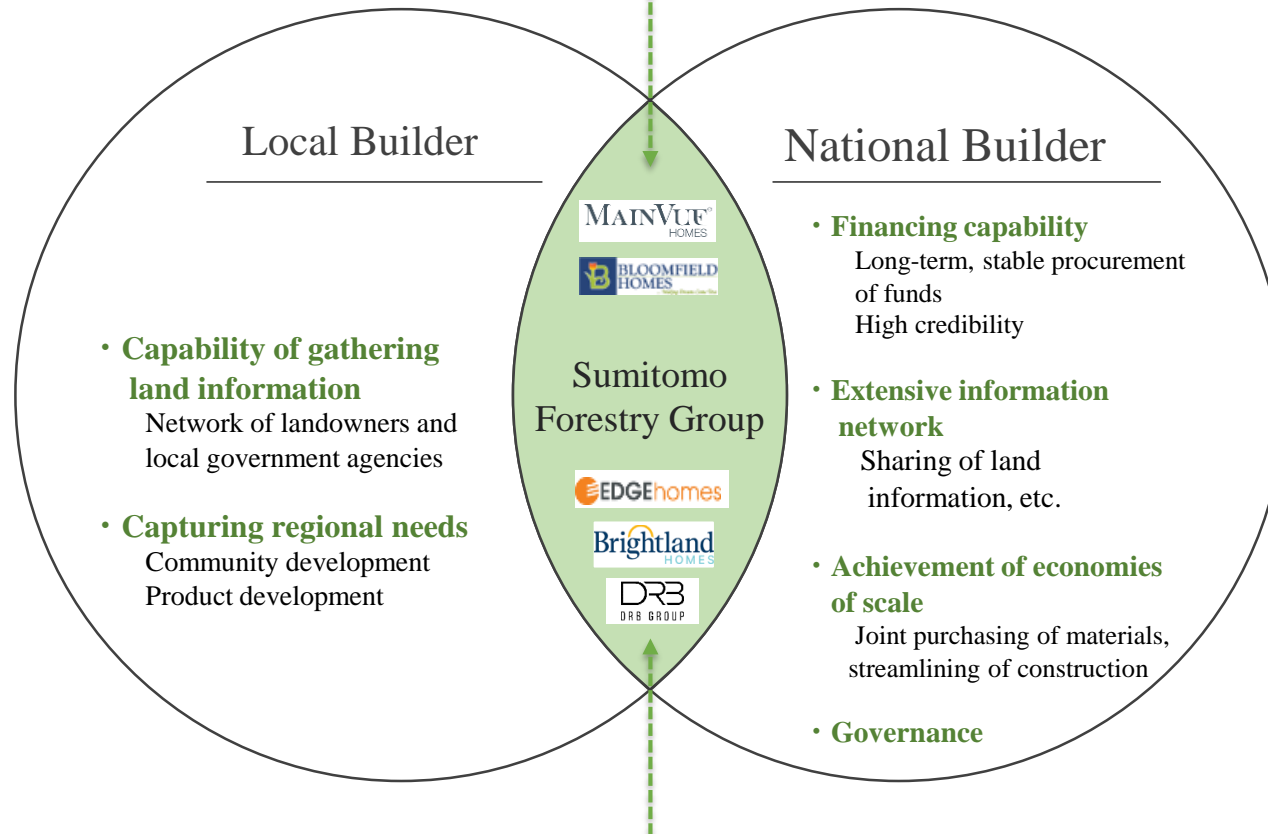 Local Builder
・Capability of gathering
land information
Network of landowners and
local government agencies
・Capturing regional needs
Community development
Product development
MAINVUE
HOMES
BLOOMFIELD
HOMES
Sumitomo
Forestry Group
EDGEhomes
Brightland
HOMES
DRB
DRB GROUP
National Builder
・Financing capability
Long-term, stable procurement
of funds
High credibility
・Extensive information
network
Sharing of land
information, etc.
・Achievement of economies
of scale
Joint purchasing of materials,
streamlining of construction
・Governance